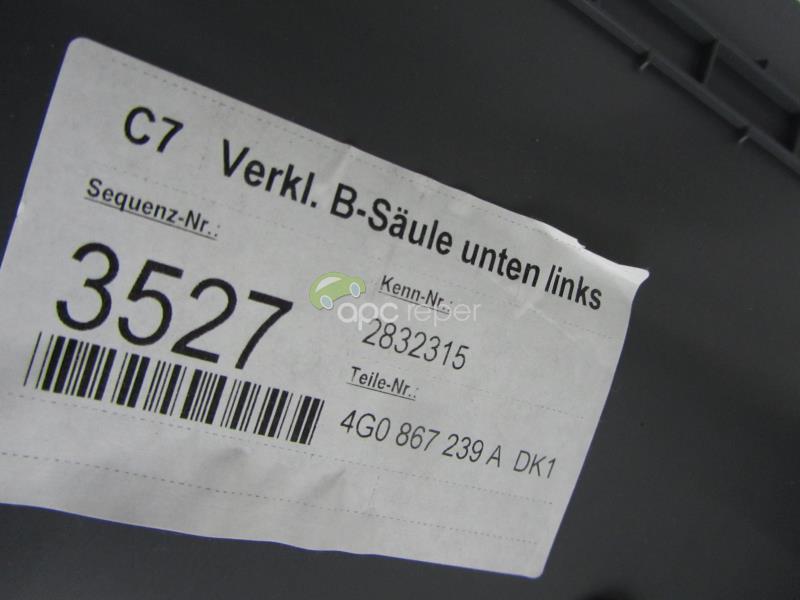 C7 Verkl. B-Säule unten links
Sequenz-Nr.:
3527
Kenn-Nr.:
2832315
Teile-Nr.:
4G0 867 239 A DK1
apc reper